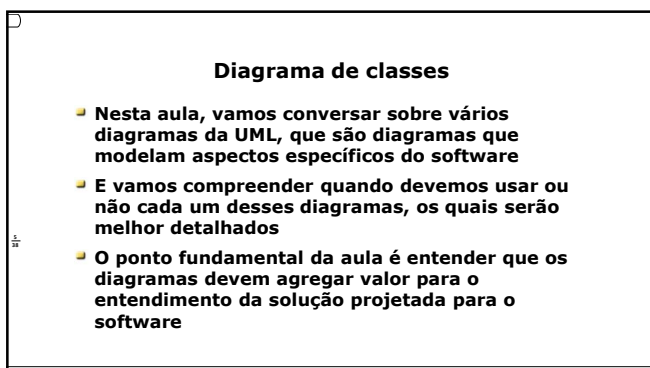 Diagrama de classes
Nesta aula, vamos conversar sobre vários
diagramas da UML, que são diagramas que
modelam aspectos específicos do software
E vamos compreender quando devemos usar ou
não cada um desses diagramas, os quais serão
melhor detalhados
5
38
O ponto fundamental da aula é entender que os
diagramas devem agregar valor para o
entendimento da solução projetada para o
software